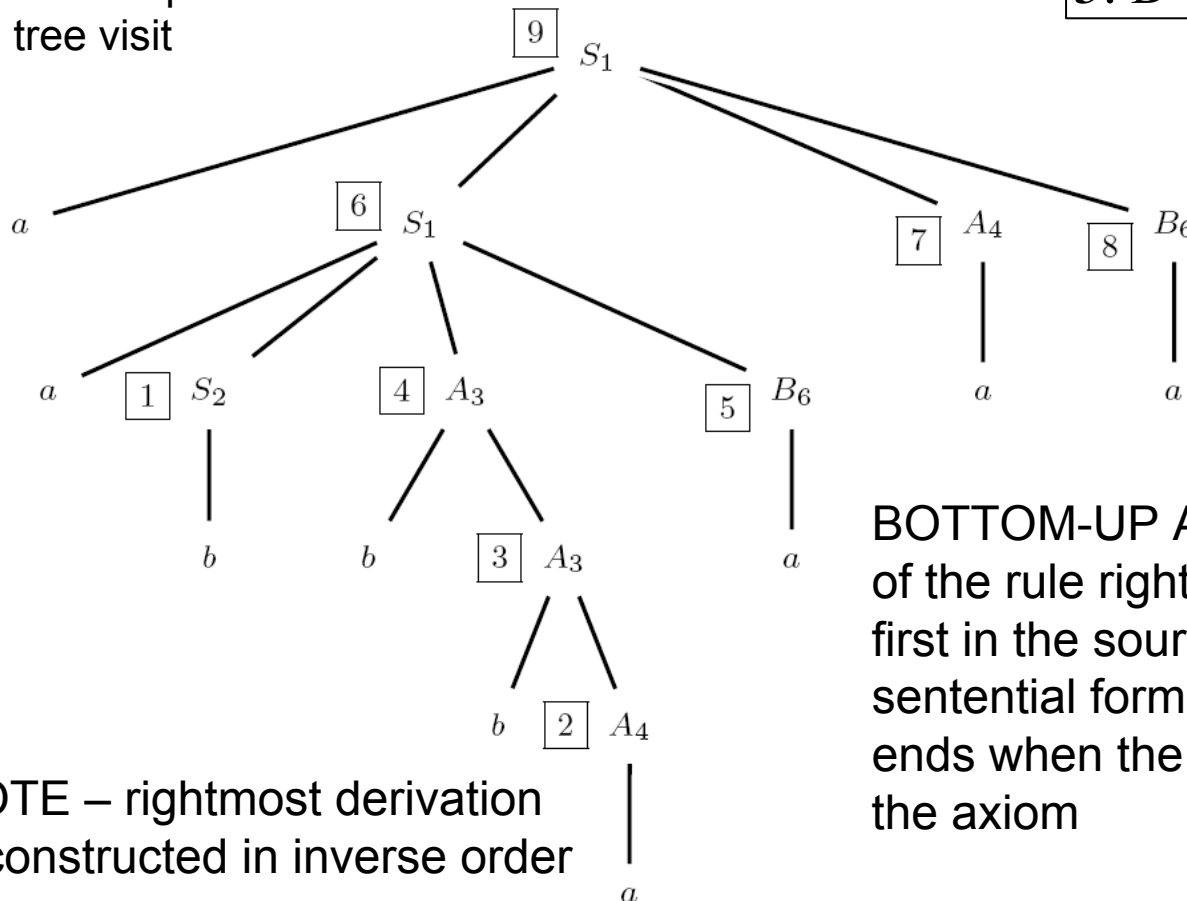 tree visit
9 S1
a 6 S1 7 A4 8 B6
a 1 S2 4 A3 5 B6 a a
b b 3 A3 a
b 2 A4
a
BOTTOM-UP A
of the rule right
first in the sour
sentential form
ends when the
the axiom
OTE – rightmost derivation
constructed in inverse order